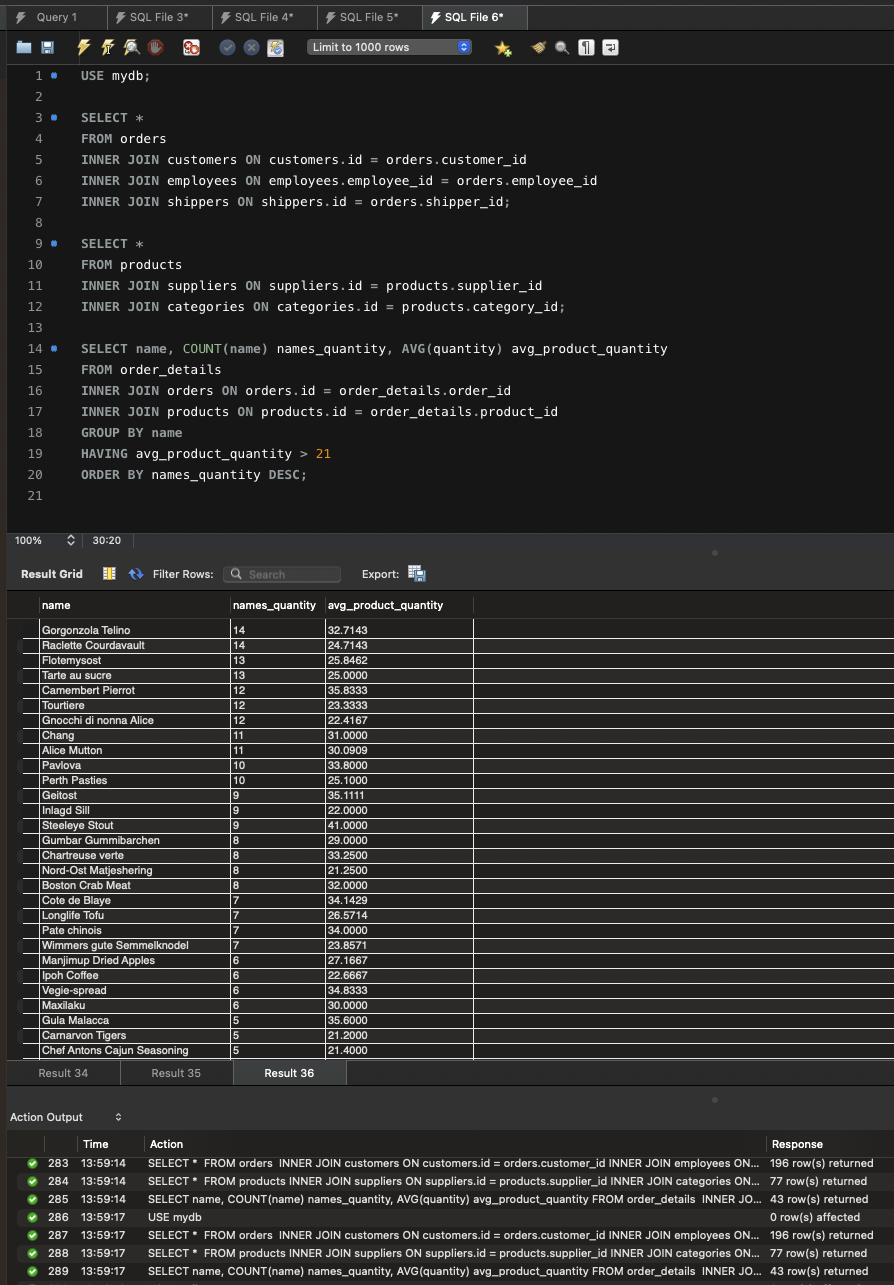 Query 1 SQL File 3* SQL File 4* SQL File 5* SQL File 6*
Limit to 1000 rows
1 USE mydb;
2
3 SELECT *
4 FROM orders
5 INNER JOIN customers ON customers.id = orders.customer_id
6 INNER JOIN employees ON employees.employee_id = orders.employee_id
7 INNER JOIN shippers ON shippers.id = orders.shipper_id;
8
9 SELECT *
10 FROM products
11 INNER JOIN suppliers ON suppliers.id = products.supplier_id
12 INNER JOIN categories ON categories.id = products.category_id;
13
14 SELECT name, COUNT(name) names_quantity, AVG(quantity) avg_product_quantity
15 FROM order_details
16 INNER JOIN orders ON orders.id = order_details.order_id
17 INNER JOIN products ON products.id = order_details.product_id
18 GROUP BY name
19 HAVING avg_product_quantity > 21
20 ORDER BY names_quantity DESC;
21
100% 30:20
Result Grid Filter Rows: Search Export:
name names_quantity avg_product_quantity
Gorgonzola Telino 14 32.7143
Raclette Courdavault 14 24.7143
Flotemysost 13 25.8462
Tarte au sucre 13 25.0000
Camembert Pierrot 12 35.8333
Tourtiere 12 23.3333
Gnocchi di nonna Alice 12 22.4167
Chang 11 31.0000
Alice Mutton 11 30.0909
Pavlova 10 33.8000
Perth Pasties 10 25.1000
Geitost 9 35.1111
Inlagd Sill 9 22.0000
Steeleye Stout 9 41.0000
Gumbar Gummibarchen 8 29.0000
Chartreuse verte 8 33.2500
Nord-Ost Matjeshering 8 21.2500
Boston Crab Meat 8 32.0000
Cote de Blaye 7 34.1429
Longlife Tofu 7 26.5714
Pate chinois 7 34.0000
Wimmers gute Semmelknodel 7 23.8571
Manjimup Dried Apples 6 27.1667
Ipoh Coffee 6 22.6667
Vegie-spread 6 34.8333
Maxilaku 6 30.0000
Gula Malacca 5 35.6000
Carnarvon Tigers 5 21.2000
Chef Antons Cajun Seasoning 5 21.4000
Result 34 Result 35 Result 36
Action Output
Time Action Response
283 13:59:14 SELECT * FROM orders INNER JOIN customers ON customers.id = orders.customer_id INNER JOIN employees ON... 196 row(s) returned
284 13:59:14 SELECT * FROM products INNER JOIN suppliers ON suppliers.id = products.supplier_id INNER JOIN categories ON... 77 row(s) returned
285 13:59:14 SELECT name, COUNT(name) names_quantity, AVG(quantity) avg_product_quantity FROM order_details INNER JO... 43 row(s) returned
286 13:59:17 USE mydb 0 row(s) affected
287 13:59:17 SELECT * FROM orders INNER JOIN customers ON customers.id = orders.customer_id INNER JOIN employees ON... 196 row(s) returned
288 13:59:17 SELECT * FROM products INNER JOIN suppliers ON suppliers.id = products.supplier_id INNER JOIN categories ON... 77 row(s) returned
289 13:59:17 SELECT name, COUNT(name) names_quantity, AVG(quantity) avg_product_quantity FROM order_details INNER JO... 43 row(s) returned